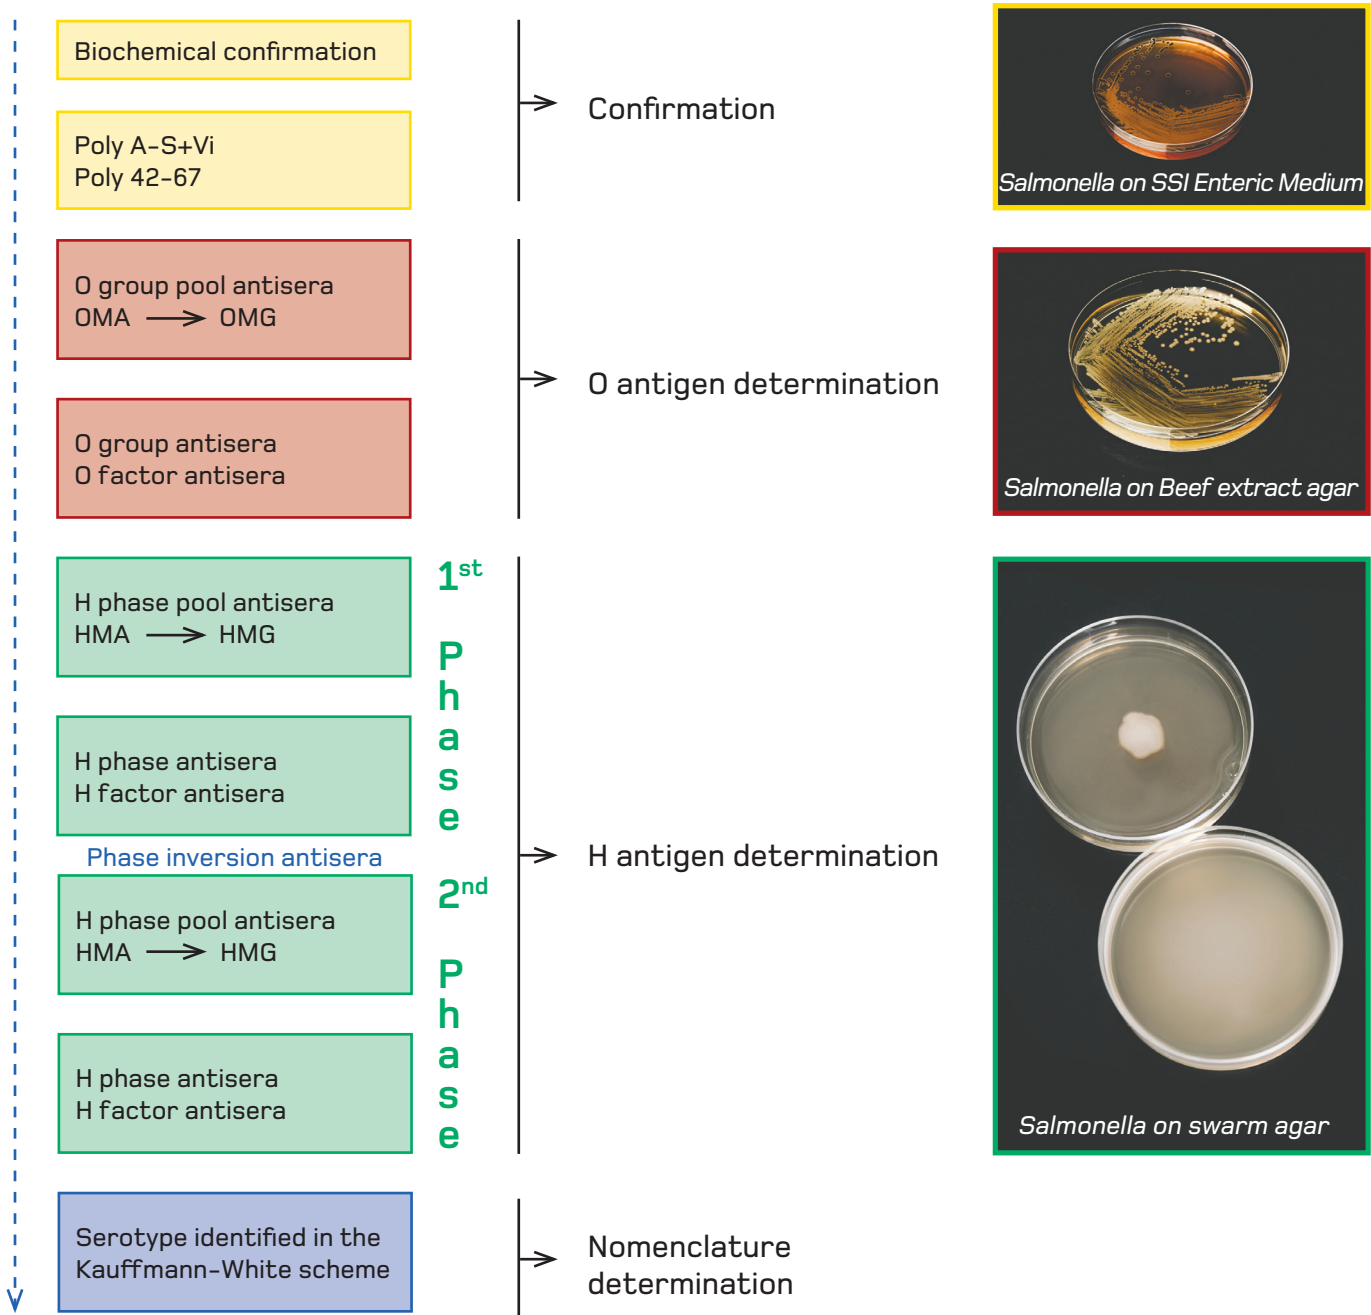 Biochemical confirmation
Poly A-S+Vi
Poly 42-67
Confirmation
Salmonella on SSI Enteric Medium
O group pool antisera
OMA → OMG
O group antisera
O factor antisera
O antigen determination
Salmonella on Beef extract agar
H phase pool antisera
HMA → HMG
H phase antisera
H factor antisera
1st Phase
Phase inversion antisera
H phase pool antisera
HMA → HMG
H phase antisera
H factor antisera
2nd Phase
H antigen determination
Salmonella on swarm agar
Serotype identified in the
Kauffmann-White scheme
Nomenclature
determination